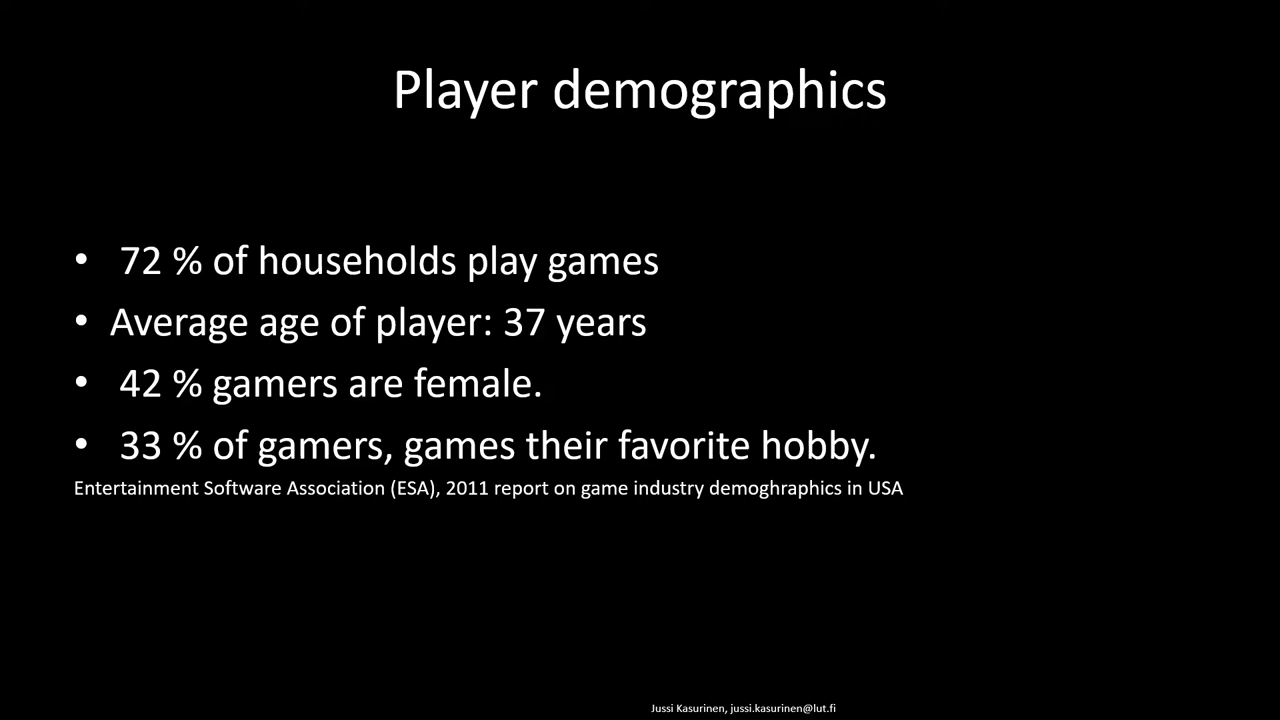 Player demographics
• 72 % of households play games
• Average age of player: 37 years
• 42 % gamers are female.
• 33 % of gamers, games their favorite hobby.
Entertainment Software Association (ESA), 2011 report on game industry demoghraphics in USA
Jussi Kasurinen, jussi.kasurinen@lut.fi